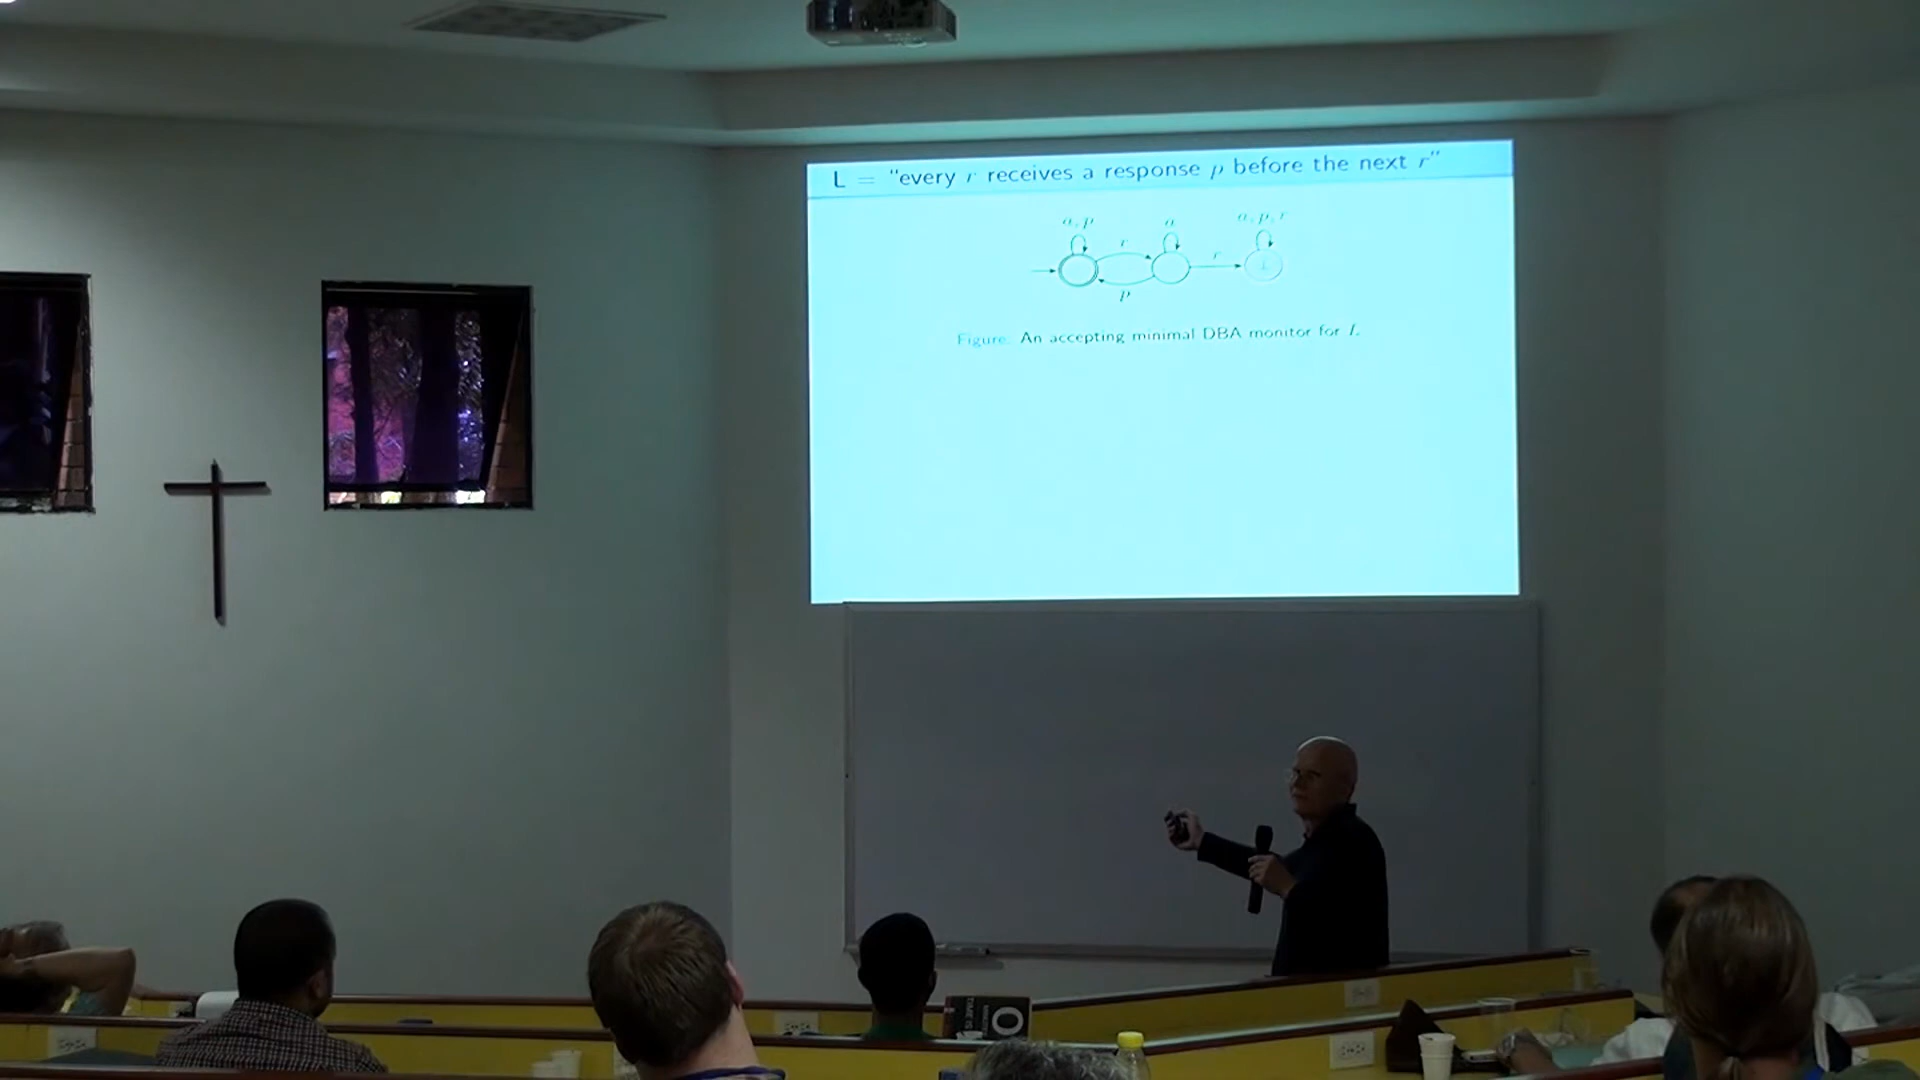 L = "every r receives a response p before the next r"
a, p
a
a, p, r
r
r
p
Figure: An accepting minimal DBA monitor for L.